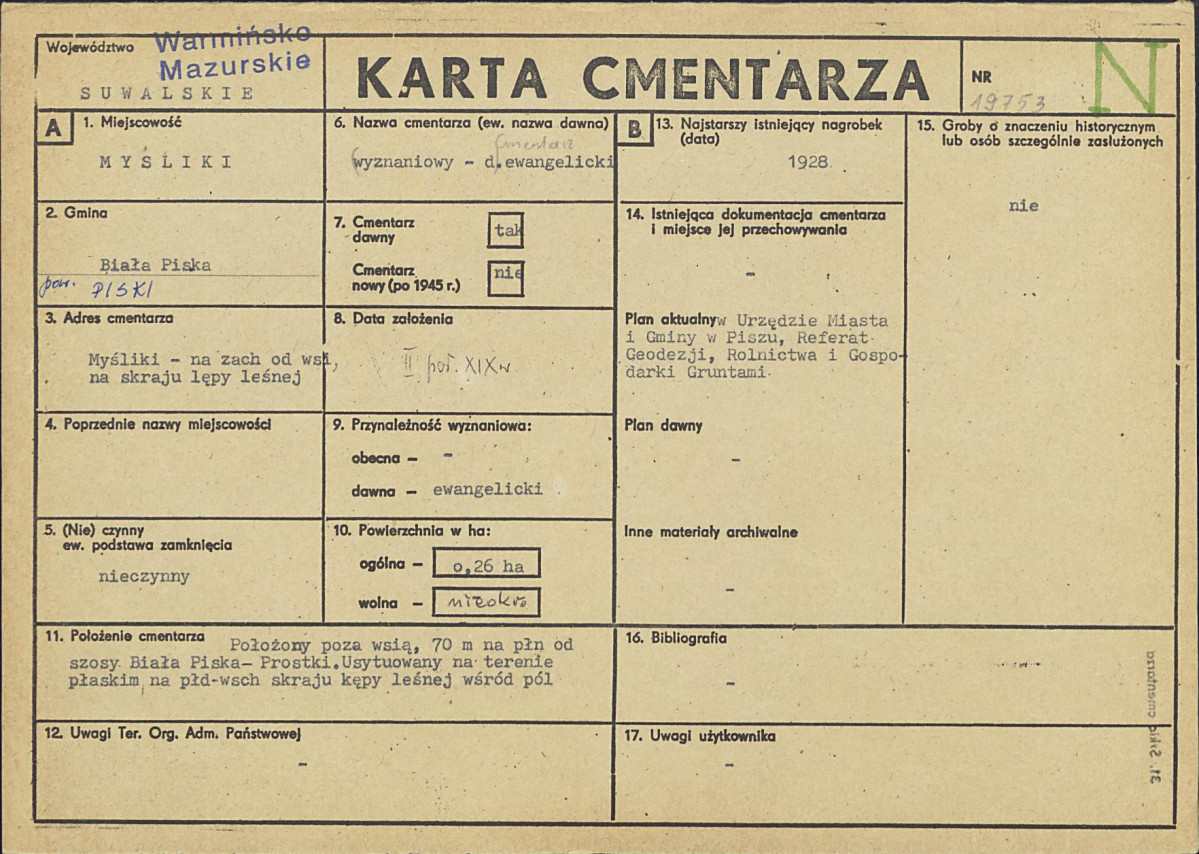 Województwo Warmińsko
Mazurskie
SUWALSKIE
KARTA CMENTARZA
NR
19753
N
A
1. Miejscowość
MYŚLIKI
2. Gmina
Biała Piska
pow. PISKI
3. Adres cmentarza
Myśliki - na zach od wsi,
na skraju lępy leśnej
4. Poprzednie nazwy miejscowości
5. (Nie) czynny
ew. podstawa zamknięcia
nieczynny
6. Nazwa cmentarza (ew. nazwa dawna)
cmentarz
wyznaniowy - d.ewangelicki
7. Cmentarz
dawny
tak
Cmentarz
nowy (po 1945 r.)
nie
8. Data założenia
II poł. XIX w
9. Przynależność wyznaniowa:
obecna — -
dawna — ewangelicki
10. Powierzchnia w ha:
ogólna — o,26 ha
wolna —
11. Położenie cmentarza Położony poza wsią, 70 m na płn od
szosy Biała Piska- Prostki.Usytuowany na terenie
płaskim na płd-wsch skraju kępy leśnej wśród pól
12. Uwagi Ter. Org. Adm. Państwowej
-
B
13. Najstarszy istniejący nagrobek
(data)
1928
14. Istniejąca dokumentacja cmentarza
i miejsce jej przechowywania
-
Plan aktualny w Urzędzie Miasta
i Gminy w Piszu, Referat
Geodezji, Rolnictwa i Gospo-
darki Gruntami
Plan dawny
-
Inne materiały archiwalne
-
15. Groby o znaczeniu historycznym
lub osób szczególnie zasłużonych
nie
16. Bibliografia
-
17. Uwagi użytkownika
-
31. Szkic cmentarza